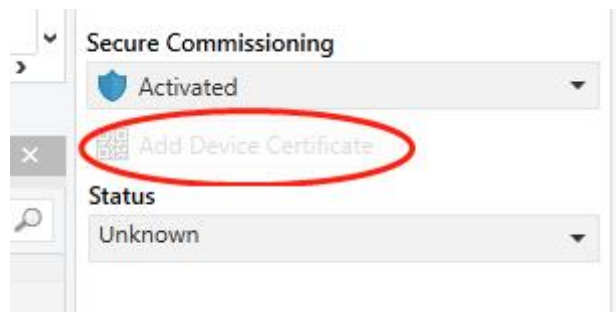 Secure Commissioning
Activated
Add Device Certificate
Status
Unknown